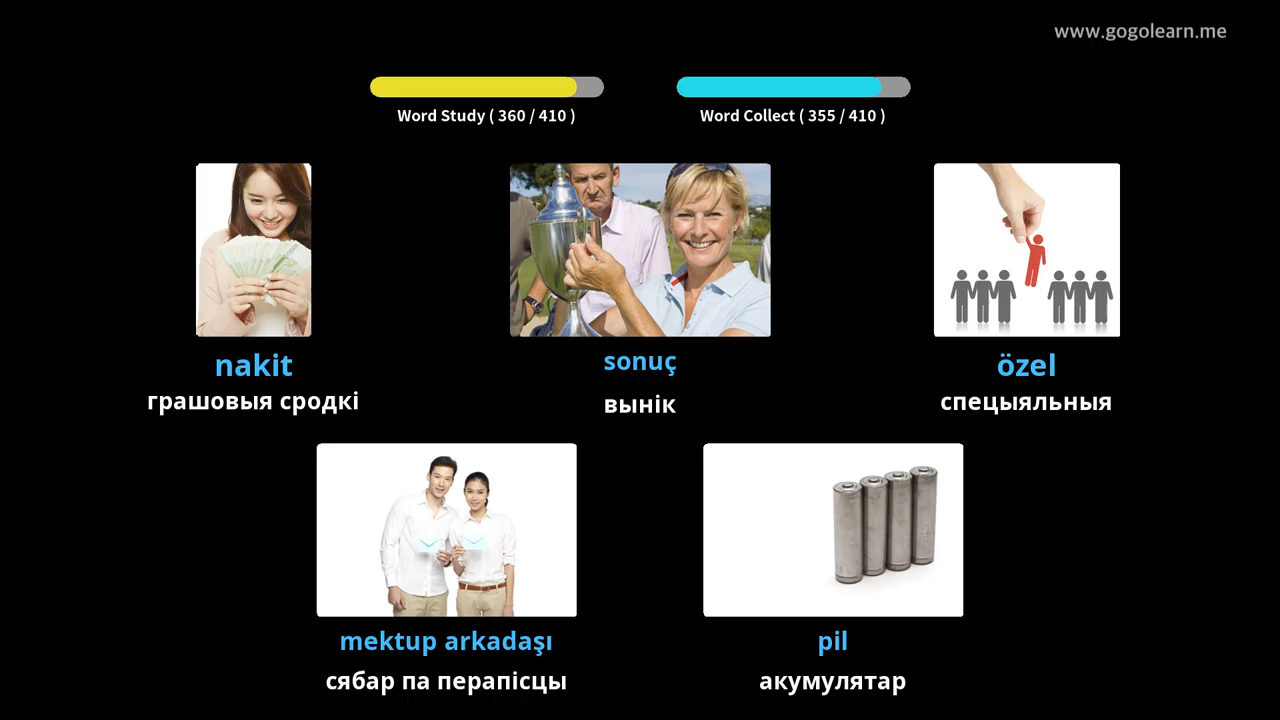 www.gogolearn.me
Word Study ( 360 / 410 )
Word Collect ( 355 / 410 )
nakit
грашовыя сродкі
sonuç
вынік
özel
спецыяльныя
mektup arkadaşı
сябар па перапісцы
pil
акумулятар